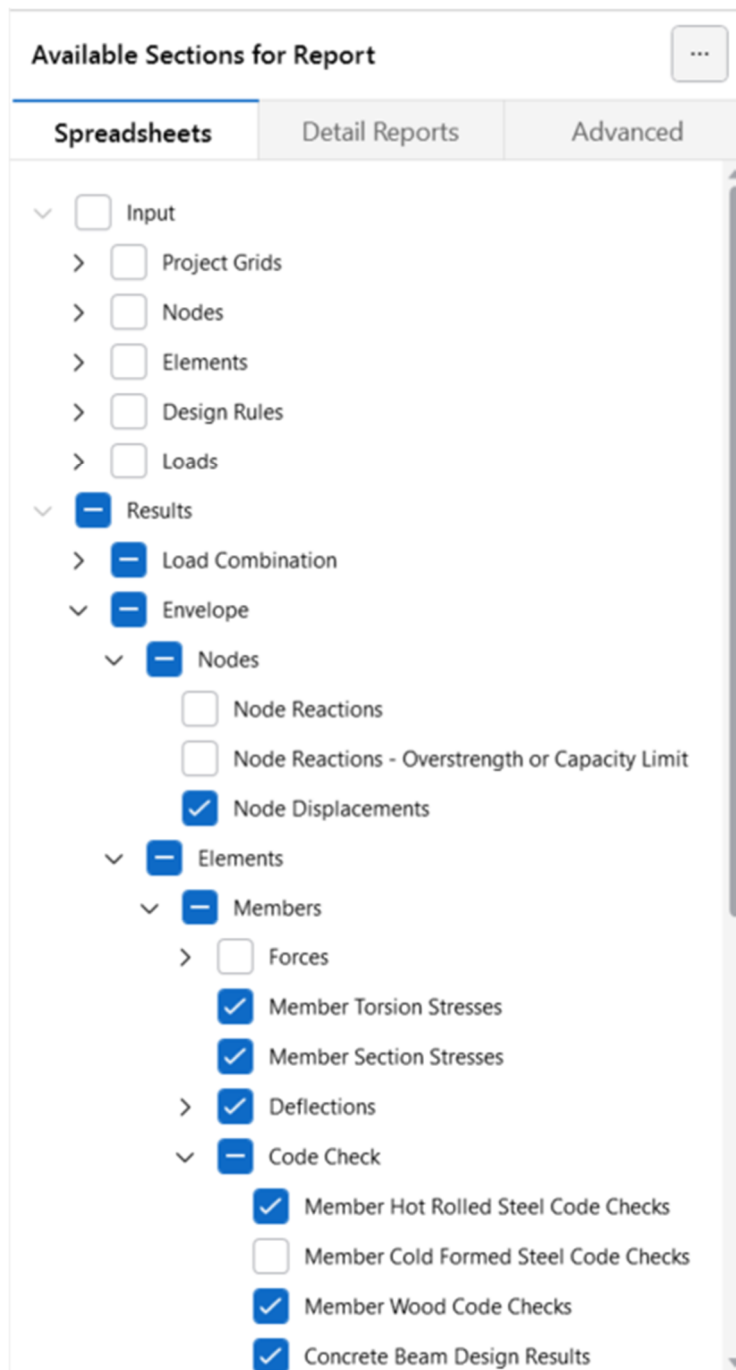 Available Sections for Report
...
Spreadsheets Detail Reports Advanced
Input
Project Grids
Nodes
Elements
Design Rules
Loads
Results
Load Combination
Envelope
Nodes
Node Reactions
Node Reactions - Overstrength or Capacity Limit
Node Displacements
Elements
Members
Forces
Member Torsion Stresses
Member Section Stresses
Deflections
Code Check
Member Hot Rolled Steel Code Checks
Member Cold Formed Steel Code Checks
Member Wood Code Checks
Concrete Beam Design Results